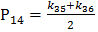 P₁₄ = (k₃₅+k₃₆)/2